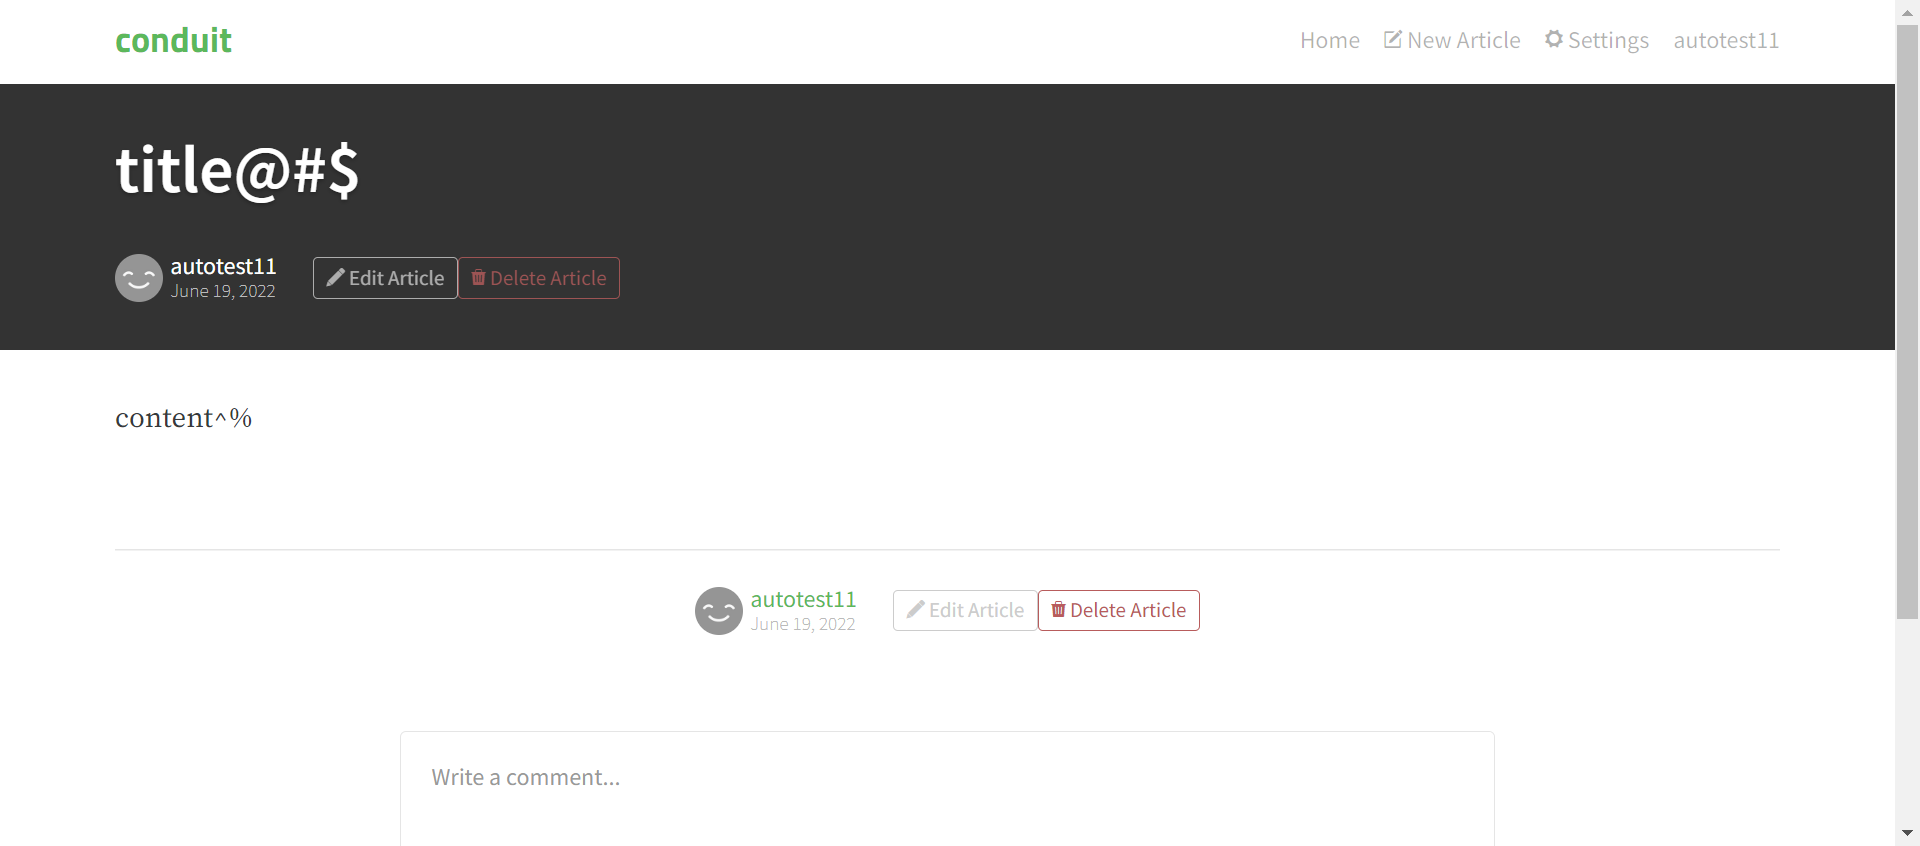 conduit
Home New Article Settings autotest11
title@#$
autotest11
June 19, 2022
Edit Article Delete Article
content^%
autotest11
June 19, 2022
Edit Article Delete Article
Write a comment...